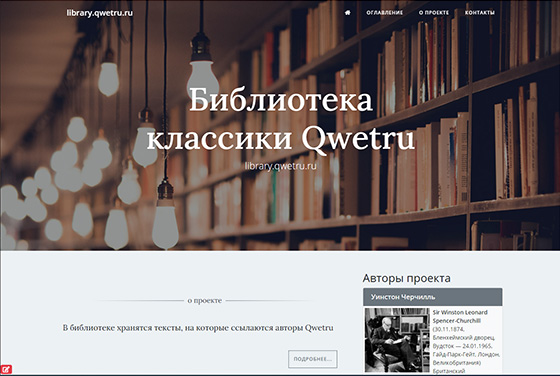 library.qwetru.ru
ОГЛАВЛЕНИЕ О ПРОЕКТЕ КОНТАКТЫ
Библиотека
классики Qwetru
library.qwetru.ru
о проекте
В библиотеке хранятся тексты, на которые ссылаются авторы Qwetru
ПОДРОБНЕЕ...
Авторы проекта
Уинстон Черчилль
Sir Winston Leonard
Spencer-Churchill
(30.11.1874,
Бленхеймский дворец,
Вудсток — 24.01.1965,
Гайд-Парк-Гейт, Лондон,
Великобритания)
Британский